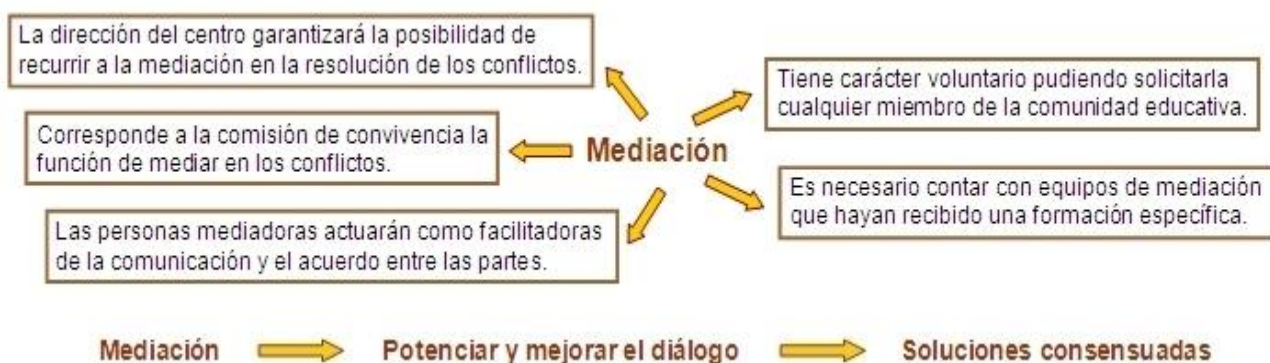 La dirección del centro garantizará la posibilidad de
recurrir a la mediación en la resolución de los conflictos.
Tiene carácter voluntario pudiendo solicitarla
cualquier miembro de la comunidad educativa.
Corresponde a la comisión de convivencia la
función de mediar en los conflictos.
Mediación
Es necesario contar con equipos de mediación
que hayan recibido una formación específica.
Las personas mediadoras actuarán como facilitadoras
de la comunicación y el acuerdo entre las partes.
Mediación Potenciar y mejorar el diálogo Soluciones consensuadas